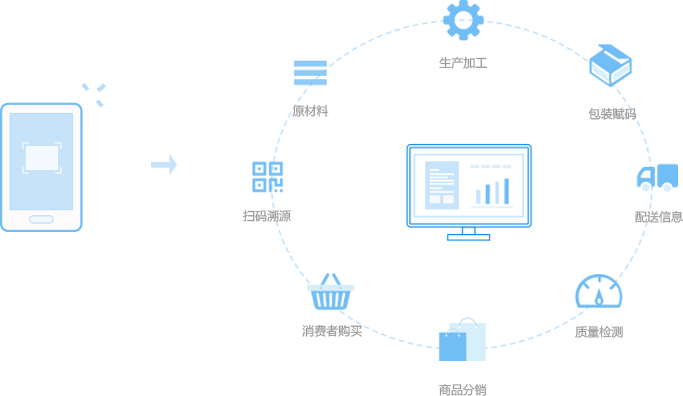 生产加工
原材料
包装赋码
扫码溯源
配送信息
消费者购买
质量检测
商品分销